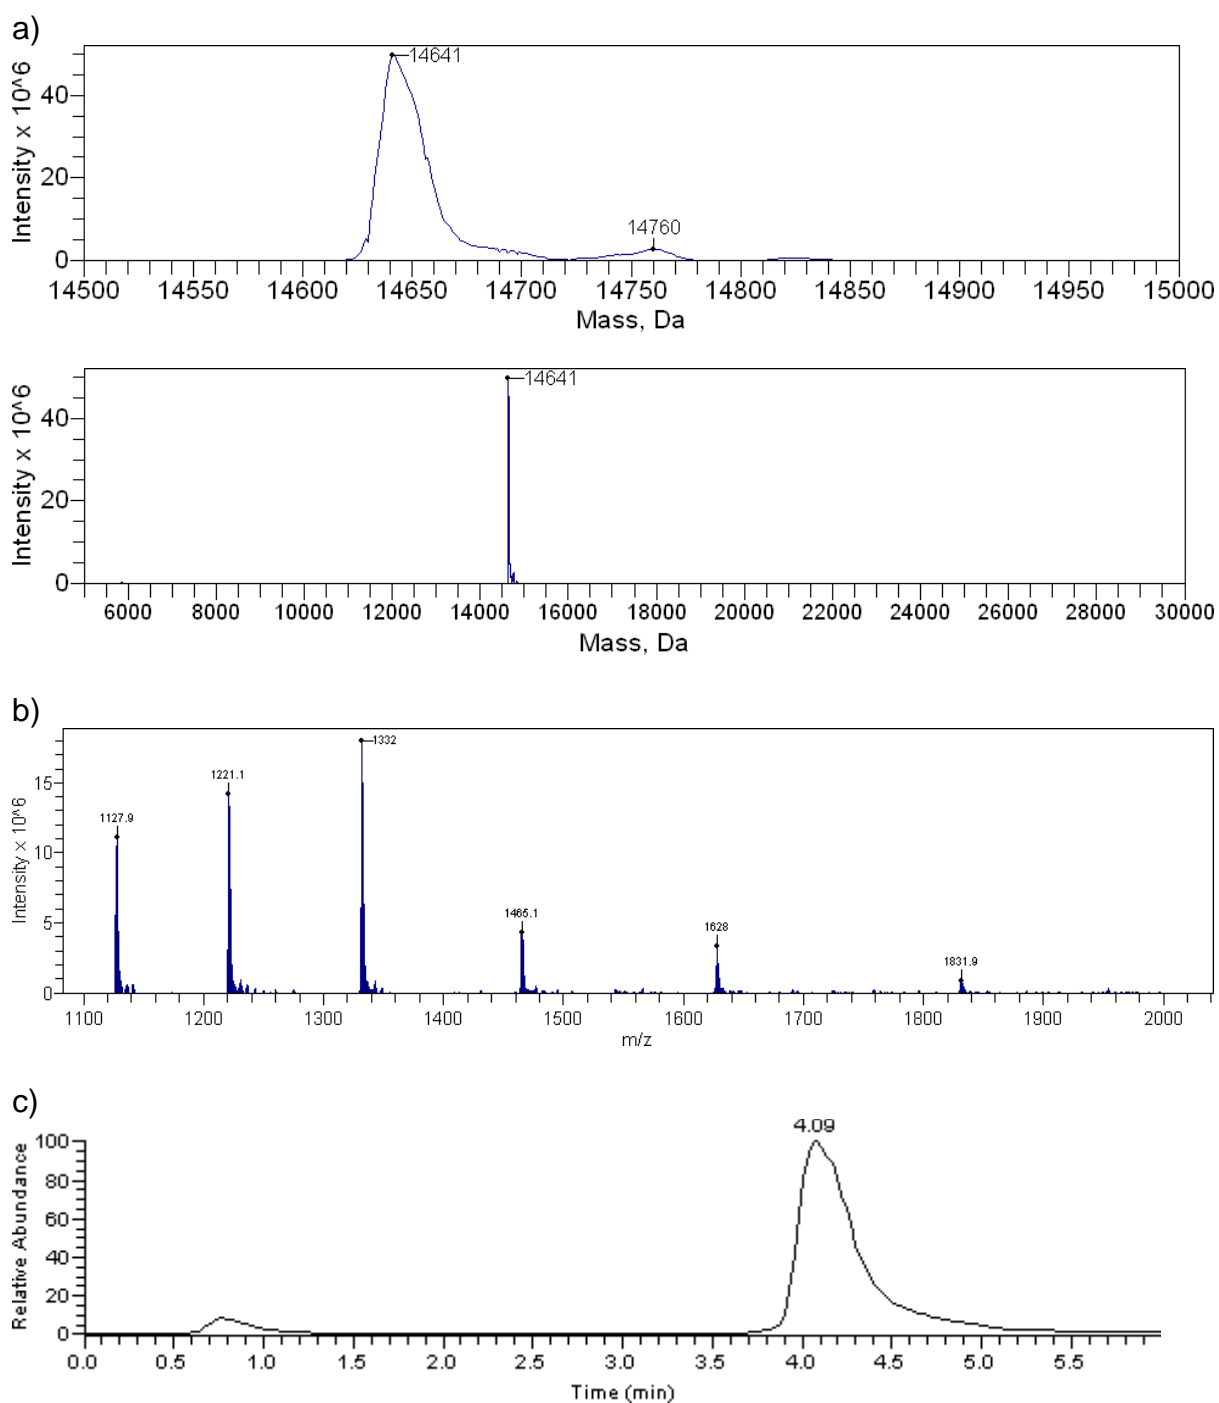 a)
Intensity x 10^6
40
20
0
14641
14760
14500 14550 14600 14650 14700 14750 14800 14850 14900 14950 15000
Mass, Da
Intensity x 10^6
40
20
0
14641
6000 8000 10000 12000 14000 16000 18000 20000 22000 24000 26000 28000 30000
Mass, Da
b)
Intensity x 10^6
15
10
5
0
1127.9
1221.1
1332
1465.1
1628
1831.9
1100 1200 1300 1400 1500 1600 1700 1800 1900 2000
m/z
c)
Relative Abundance
100
80
60
40
20
0
4.09
0.0 0.5 1.0 1.5 2.0 2.5 3.0 3.5 4.0 4.5 5.0 5.5
Time (min)